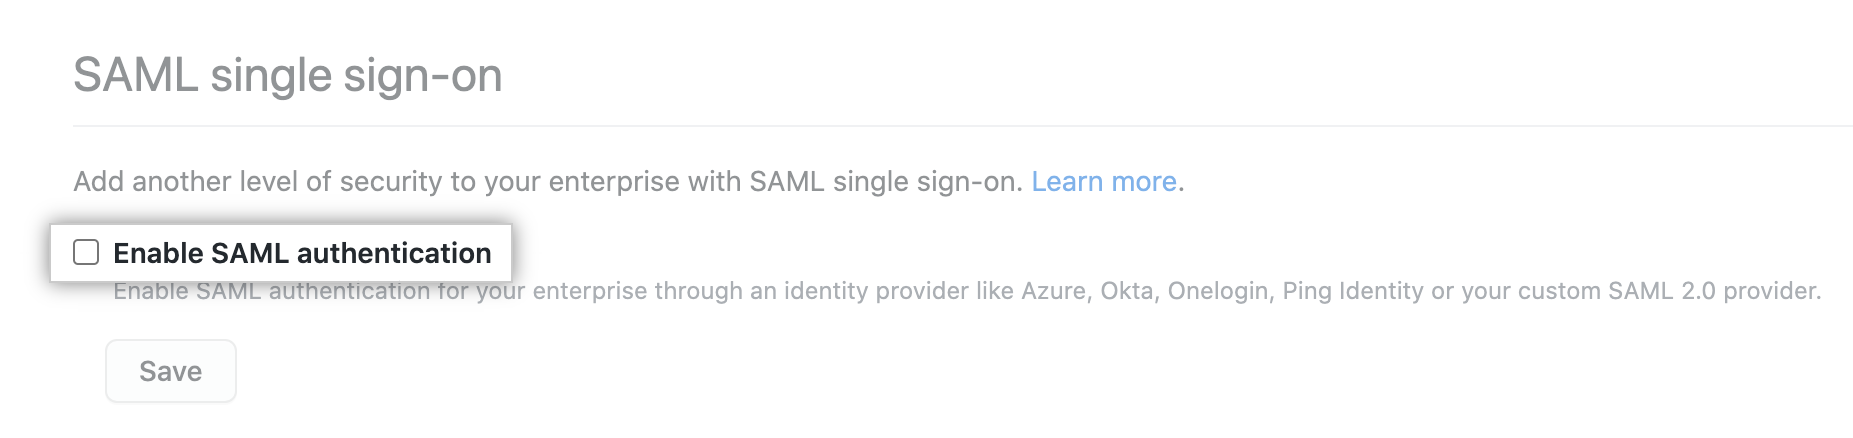 SAML single sign-on
Add another level of security to your enterprise with SAML single sign-on. Learn more.
Enable SAML authentication
Enable SAML authentication for your enterprise through an identity provider like Azure, Okta, Onelogin, Ping Identity or your custom SAML 2.0 provider.
Save